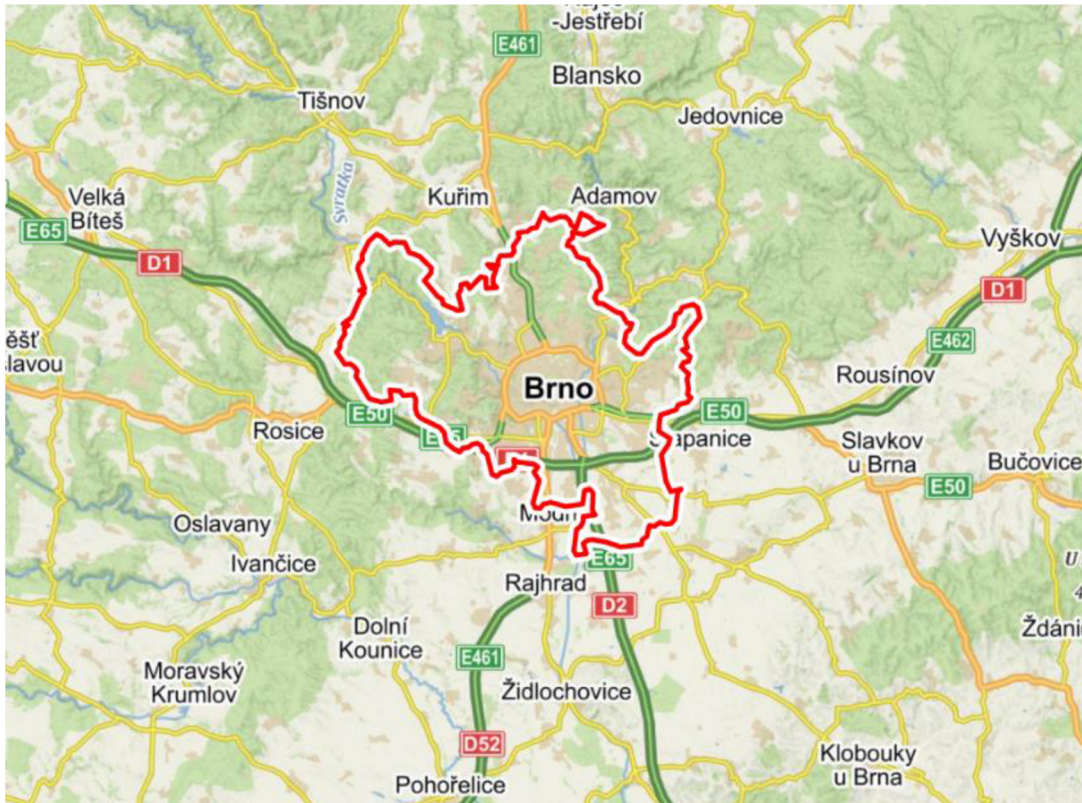 -Jestřebí
E461
Blansko
Tišnov
Jedovnice
Svratka
Velká
Bíteš
Kuřim
Adamov
E65
Vyškov
D1
D1
E462
Brno
Rousínov
E50
E50
Rosice
Slavkov
u Brna
Bučovice
E50
Oslavany
Ivančice
E65
Rajhrad
D2
Dolní
Kounice
E461
Moravský
Krumlov
Židlochovice
D52
Klobouky
u Brna
Pohořelice